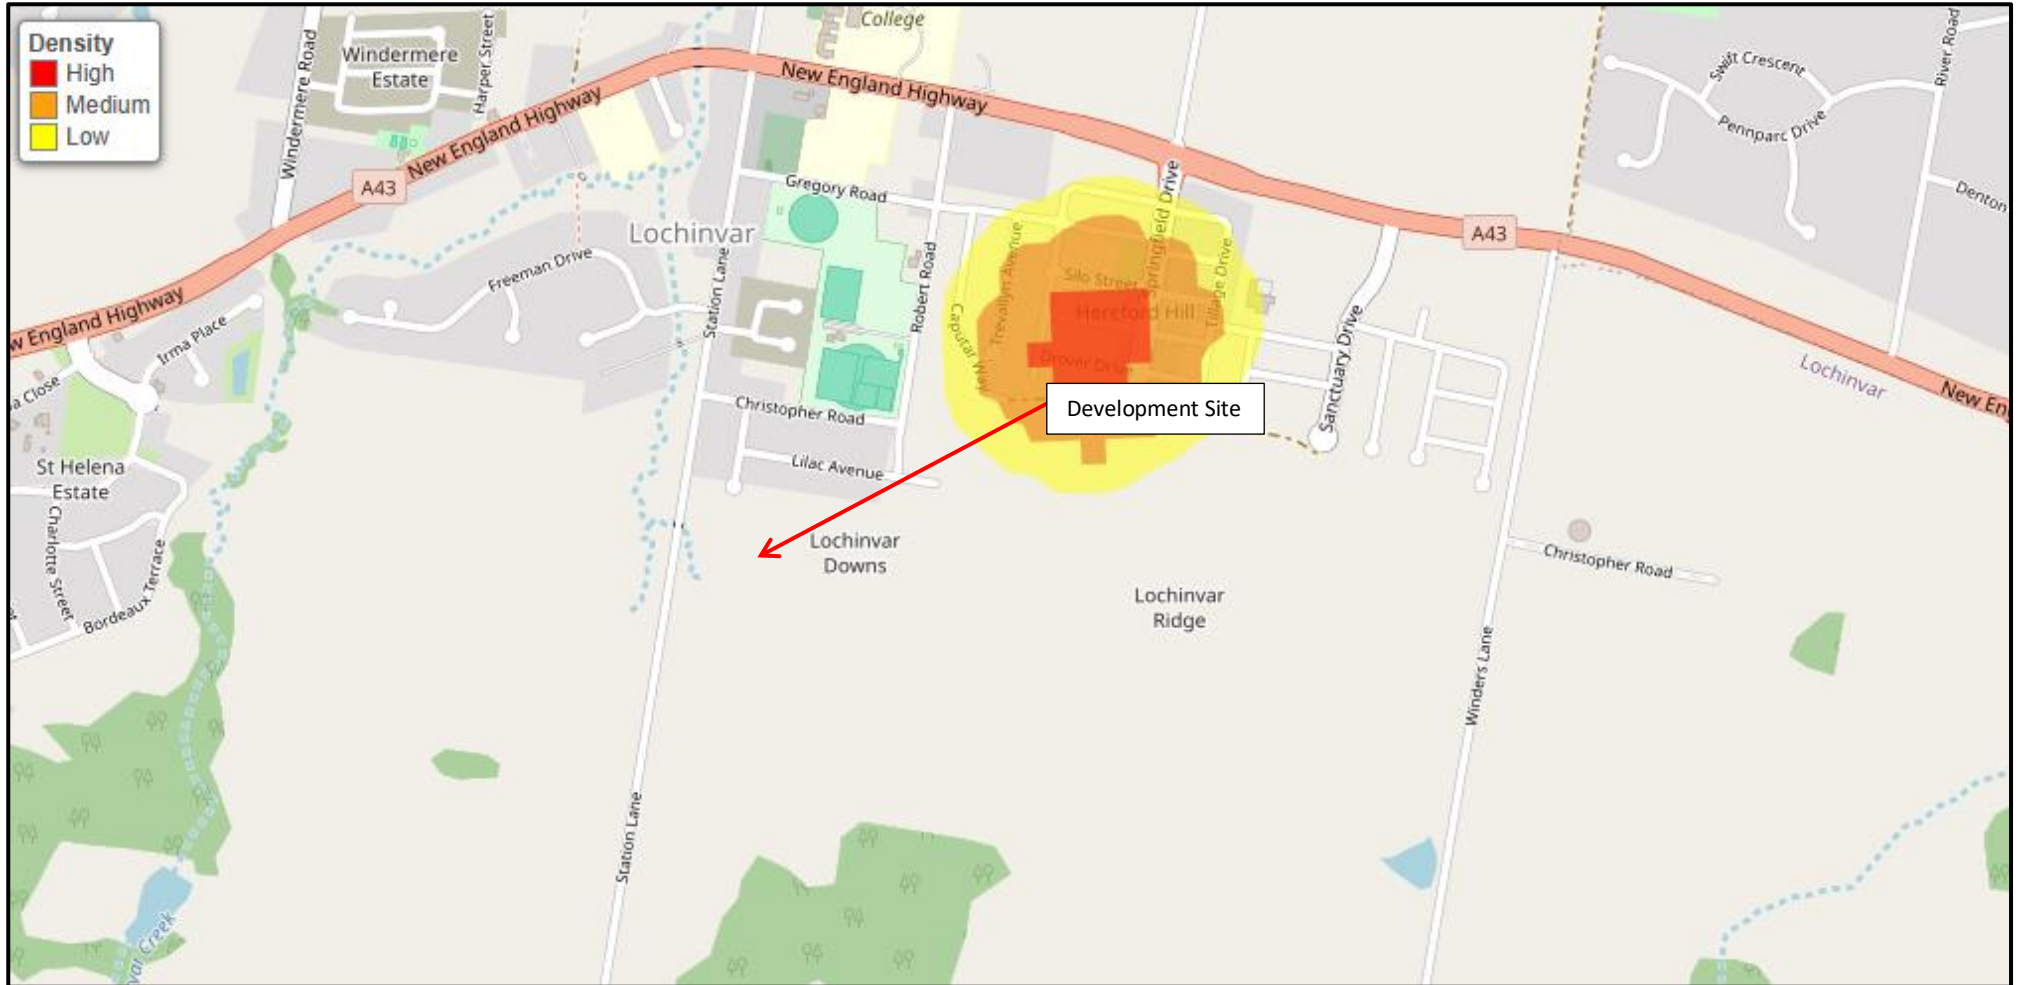 Density
High
Medium
Low
College
Windermere
Estate
Windermere Road
Harper Street
New England Highway
New England Highway
A43
Swift Crescent
River Road
Pennparc Drive
Denton
Gregory Road
Springfield Drive
A43
Lochinvar
Freeman Drive
Station Lane
Robert Road
Trevallyn Avenue
Silo Street
Tillage Drive
Hereford Hill
Caputar Way
Drover Drive
Sanctuary Drive
w England Highway
Irma Place
Lochinvar
New En
a Close
Christopher Road
Development Site
Lilac Avenue
St Helena
Estate
Charlotte Street
Bordeaux Terrace
Lochinvar
Downs
Christopher Road
Lochinvar
Ridge
Winders Lane
Station Lane
val Creek